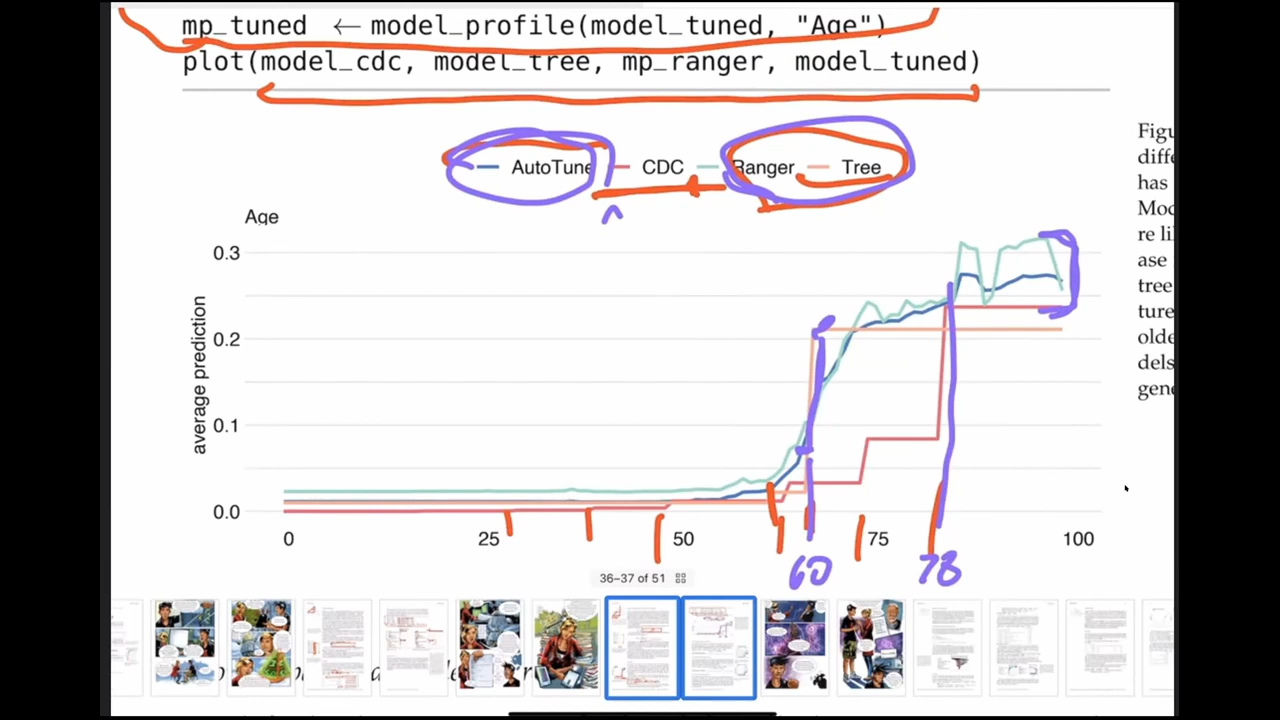 mp_tuned ← model_profile(model_tuned, "Age")
plot(model_cdc, model_tree, mp_ranger, model_tuned)
AutoTune CDC Ranger Tree
Age
average prediction
0.3
0.2
0.1
0.0
0 25 50 75 100
60 78
Figu
diffe
has
Moc
re li
ase
tree
ture
olde
dels
gene
36–37 of 51